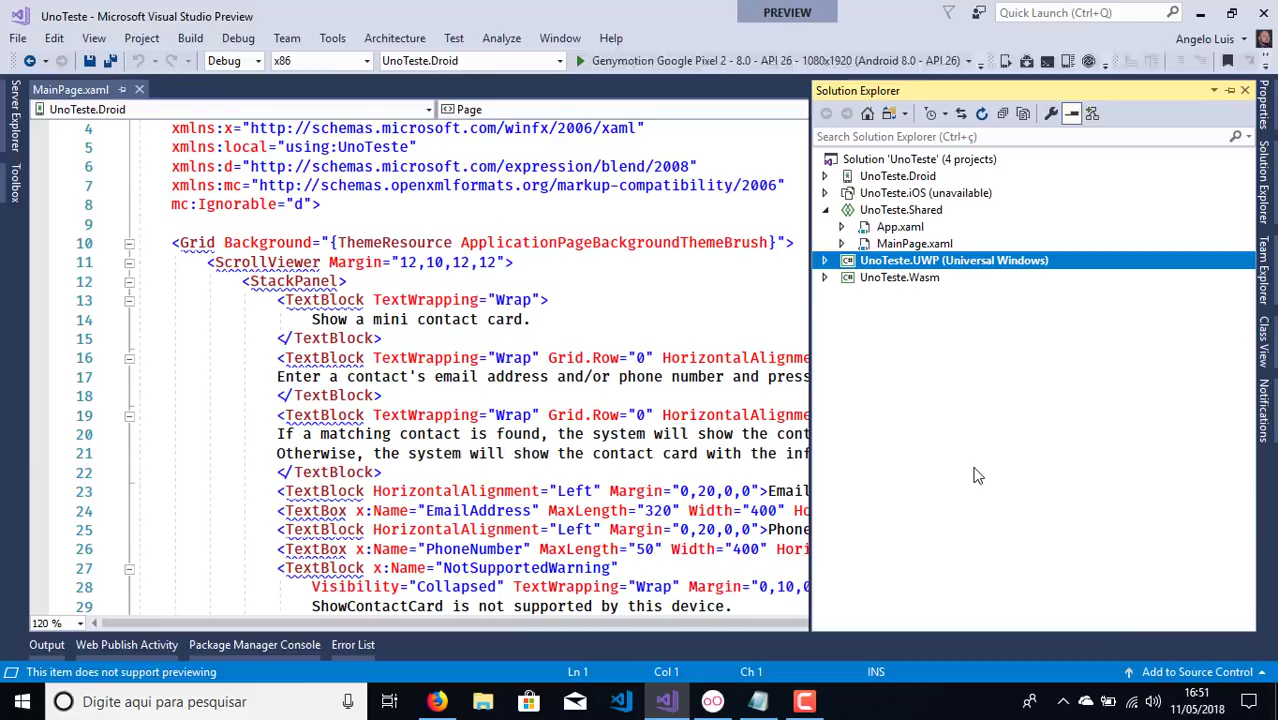 UnoTeste - Microsoft Visual Studio Preview
PREVIEW
Quick Launch (Ctrl+Q)
File Edit View Project Build Debug Team Tools Architecture Test Analyze Window Help
Angelo Luis
Debug x86 UnoTeste.Droid Genymotion Google Pixel 2 - 8.0 - API 26 - 1080x1920 (Android 8.0 - API 26)
Server Explorer
Toolbox
MainPage.xaml
UnoTeste.Droid Page
4 xmlns:x="http://schemas.microsoft.com/winfx/2006/xaml"
5 xmlns:local="using:UnoTeste"
6 xmlns:d="http://schemas.microsoft.com/expression/blend/2008"
7 xmlns:mc="http://schemas.openxmlformats.org/markup-compatibility/2006"
8 mc:Ignorable="d">
9
10 <Grid Background="{ThemeResource ApplicationPageBackgroundThemeBrush}">
11 <ScrollViewer Margin="12,10,12,12">
12 <StackPanel>
13 <TextBlock TextWrapping="Wrap">
14 Show a mini contact card.
15 </TextBlock>
16 <TextBlock TextWrapping="Wrap" Grid.Row="0" HorizontalAlignm
17 Enter a contact's email address and/or phone number and press
18 </TextBlock>
19 <TextBlock TextWrapping="Wrap" Grid.Row="0" HorizontalAlignm
20 If a matching contact is found, the system will show the cont
21 Otherwise, the system will show the contact card with the inf
22 </TextBlock>
23 <TextBlock HorizontalAlignment="Left" Margin="0,20,0,0">Email
24 <TextBox x:Name="EmailAddress" MaxLength="320" Width="400" Ho
25 <TextBlock HorizontalAlignment="Left" Margin="0,20,0,0">Phon
26 <TextBox x:Name="PhoneNumber" MaxLength="50" Width="400" Hori
27 <TextBlock x:Name="NotSupportedWarning"
28 Visibility="Collapsed" TextWrapping="Wrap" Margin="0,10,0
29 ShowContactCard is not supported by this device.
120 %
Solution Explorer
Search Solution Explorer (Ctrl+ç)
Solution 'UnoTeste' (4 projects)
UnoTeste.Droid
UnoTeste.iOS (unavailable)
UnoTeste.Shared
App.xaml
MainPage.xaml
C# UnoTeste.UWP (Universal Windows)
C# UnoTeste.Wasm
Properties
Solution Explorer
Team Explorer
Class View
Notifications
Output Web Publish Activity Package Manager Console Error List
This item does not support previewing Ln 1 Col 1 Ch 1 INS Add to Source Control
Digite aqui para pesquisar
16:51
11/05/2018